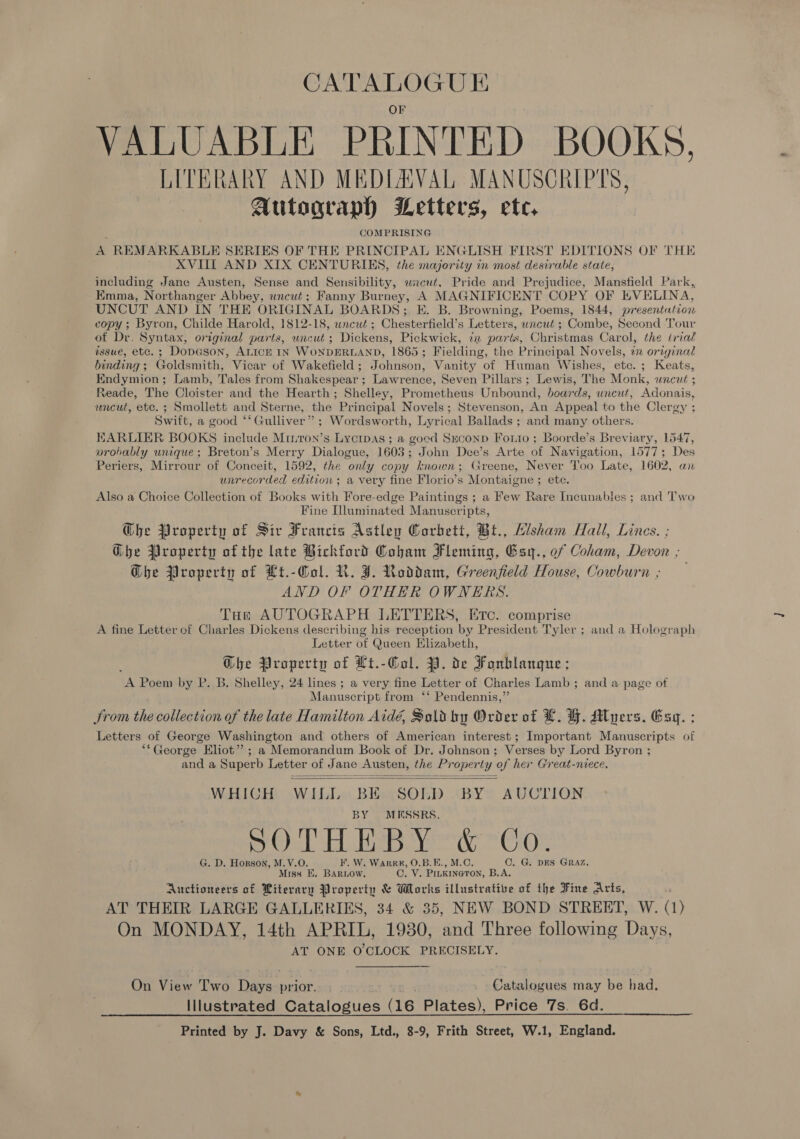 CATALOGUE
OF
VALUABLE PRINTED BOOKS,
LITERARY AND MEDIÆVAL MANUSCRIPTS,
Autograph Letters, etc.
COMPRISING
A REMARKABLE SERIES OF THE PRINCIPAL ENGLISH FIRST EDITIONS OF THE
XVIII AND XIX CENTURIES, the majority in most desirable state,
including Jane Austen, Sense and Sensibility, uncut, Pride and Prejudice, Mansfield Park,
Emma, Northanger Abbey, uncut; Fanny Burney, A MAGNIFICENT COPY OF EVELINA,
UNCUT AND IN THE ORIGINAL BOARDS; E. B. Browning, Poems, 1844, presentation
copy; Byron, Childe Harold, 1812-18, uncut; Chesterfield's Letters, uncut; Combe, Second Tour
of Dr. Syntax, original parts, uncut; Dickens, Pickwick, in parts, Christmas Carol, the trial
issue, etc.; DODGSON, ALICE IN WONDERLAND, 1865; Fielding, the Principal Novels, in original
binding; Goldsmith, Vicar of Wakefield; Johnson, Vanity of Human Wishes, etc.; Keats,
Endymion; Lamb, Tales from Shakespear; Lawrence, Seven Pillars; Lewis, The Monk, uncut;
Reade, The Cloister and the Hearth; Shelley, Prometheus Unbound, boards, uncut, Adonais,
uncut, etc.; Smollett and Sterne, the Principal Novels; Stevenson, An Appeal to the Clergy;
Swift, a good "Gulliver"; Wordsworth, Lyrical Ballads; and many others.
EARLIER BOOKS include MILTON'S LYCIDAS; a good SECOND FOLIO; Boorde's Breviary, 1547,
probably unique; Breton's Merry Dialogue, 1603; John Dee's Arte of Navigation, 1577; Des
Periers, Mirrour of Conceit, 1592, the only copy known; Greene, Never Too Late, 1602, an
unrecorded edition; a very fine Florio's Montaigne; etc.
Also a Choice Collection of Books with Fore-edge Paintings; a Few Rare Incunables; and Two
Fine Illuminated Manuscripts,
The Property of Sir Francis Astley Corbett, Bt., Elsham Hall, Lincs.;
The Property of the late Bickford Coham Fleming, Esq., of Coham, Devon;
The Property of Lt.-Col. R. J. Roddam, Greenfield House, Cowburn;
AND OF OTHER OWNERS.
THE AUTOGRAPH LETTERS, ETC. comprise
A fine Letter of Charles Dickens describing his reception by President Tyler; and a Holograph
Letter of Queen Elizabeth,
The Property of Lt.-Col. P. de Fonblanque:
A Poem by P. B. Shelley, 24 lines; a very fine Letter of Charles Lamb; and a page of
Manuscript from "Pendennis,"
from the collection of the late Hamilton Aïdé, Sold by Order of L. H. Myers, Esq.:
Letters of George Washington and others of American interest; Important Manuscripts of
"George Eliot"; a Memorandum Book of Dr. Johnson; Verses by Lord Byron;
and a Superb Letter of Jane Austen, the Property of her Great-niece.
WHICH WILL BE SOLD BY AUCTION
BY MESSRS.
SOTHEBY & Co.
G. D. HOBSON, M.V.O. F. W. WARRE, O.B.E., M.C. C. G. DES GRAZ.
MISS E. BARLOW. C. V. PILKINGTON, B.A.
Auctioneers of Literary Property & Works illustrative of the Fine Arts,
AT THEIR LARGE GALLERIES, 34 & 35, NEW BOND STREET, W. (1)
On MONDAY, 14th APRIL, 1930, and Three following Days,
AT ONE O'CLOCK PRECISELY.
On View Two Days prior. Catalogues may be had.
Illustrated Catalogues (16 Plates), Price 7s. 6d.
Printed by J. Davy & Sons, Ltd., 8-9, Frith Street, W.1, England.